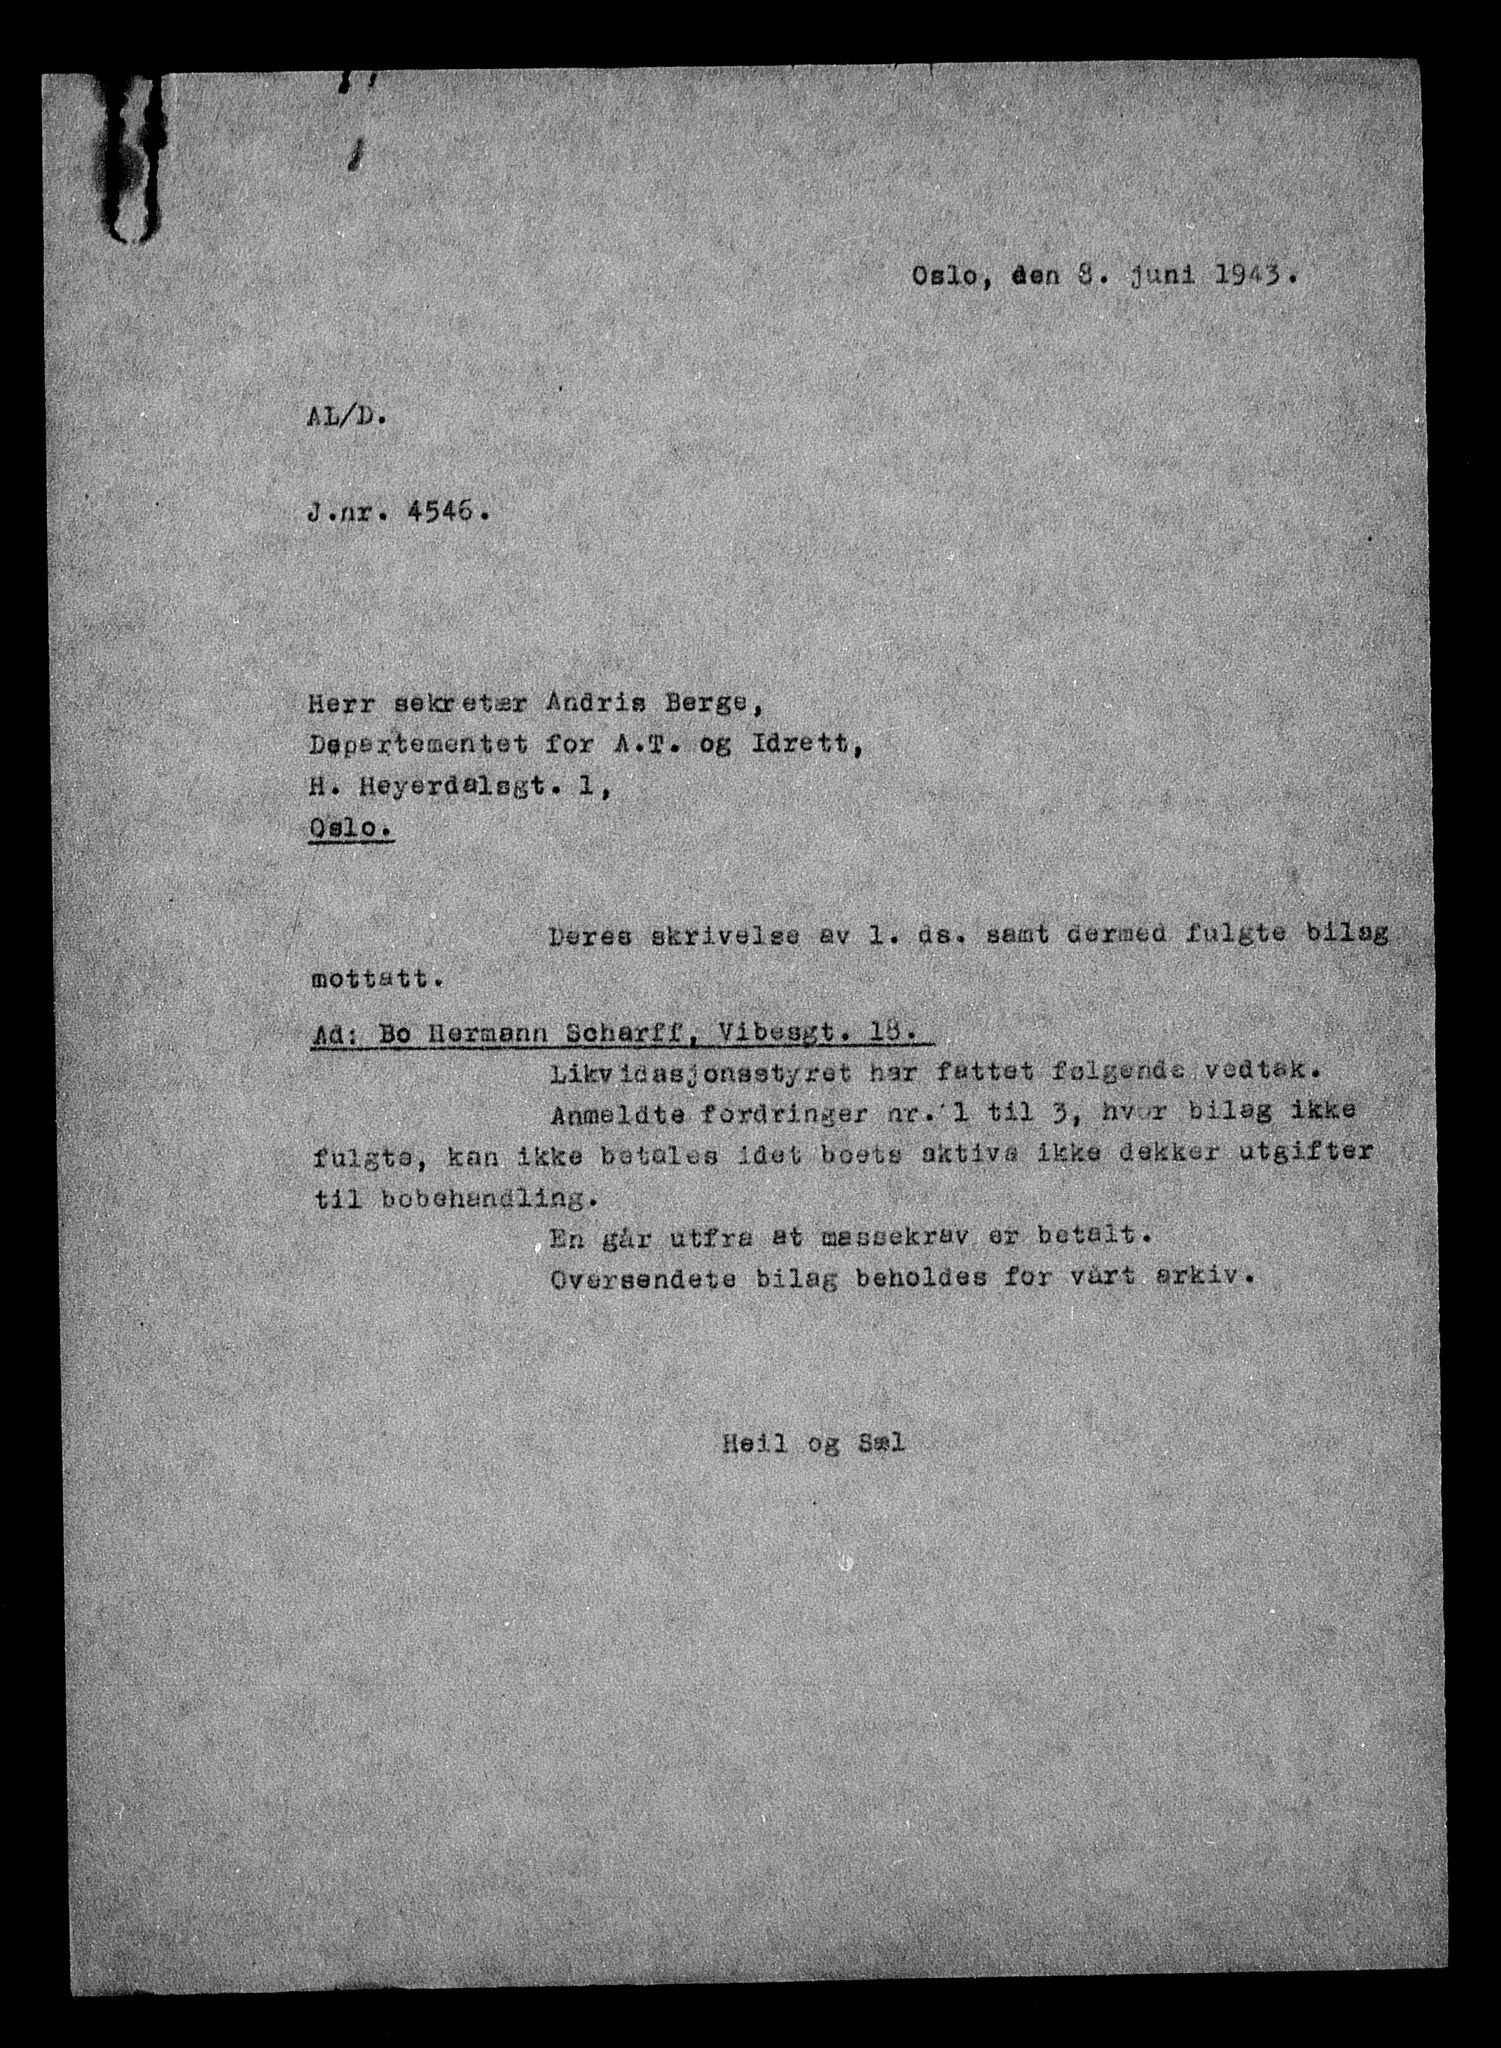 Oslo, den 8. juni 1943.
AL/D.
J.nr. 4546.
Herr sekretær Andris Berge,
Departementet for A.T. og Idrett,
H. Heyerdalsgt. 1,
Oslo.
Deres skrivelse av 1. ds. samt dermed fulgte bilag
mottatt.
Ad: Bo Hermann Scharff, Vibesgt. 18.
Likvidasjonsstyret har fattet følgende vedtak.
Anmeldte fordringer nr. 1 til 3, hvor bilag ikke
fulgte, kan ikke betales idet boets aktiva ikke dekker utgifter
til bobehandling.
En går utfra at massekrav er betalt.
Oversendete bilag beholdes for vårt arkiv.
Heil og Sæl